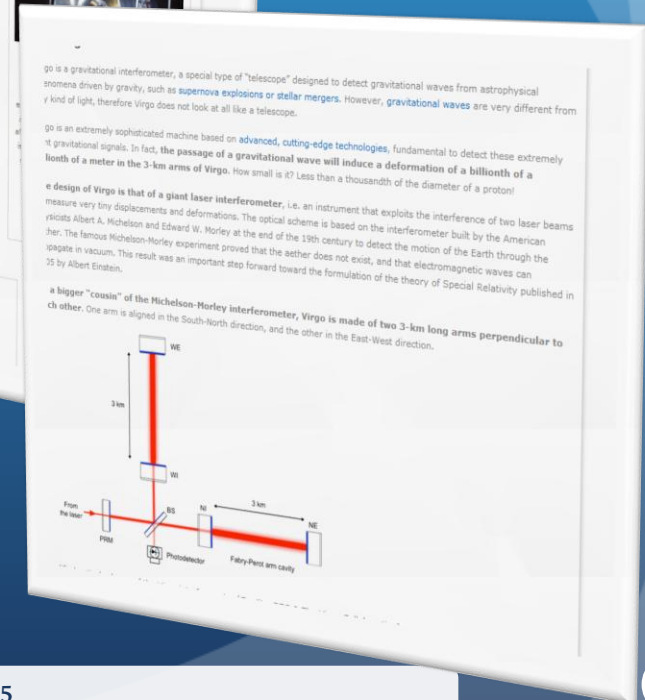 go is a gravitational interferometer, a special type of "telescope" designed to detect gravitational waves from astrophysical
enomena driven by gravity, such as supernova explosions or stellar mergers. However, gravitational waves are very different from
y kind of light, therefore Virgo does not look at all like a telescope.
go is an extremely sophisticated machine based on advanced, cutting-edge technologies, fundamental to detect these extremely
nt gravitational signals. In fact, the passage of a gravitational wave will induce a deformation of a billionth of a
lionth of a meter in the 3-km arms of Virgo. How small is it? Less than a thousandth of the diameter of a proton!
e design of Virgo is that of a giant laser interferometer, i.e. an instrument that exploits the interference of two laser beams
measure very tiny displacements and deformations. The optical scheme is based on the interferometer built by the American
ysicists Albert A. Michelson and Edward W. Morley at the end of the 19th century to detect the motion of the Earth through the
her. The famous Michelson-Morley experiment proved that the aether does not exist, and that electromagnetic waves can
opagate in vacuum. This result was an important step forward toward the formulation of the theory of Special Relativity published in
05 by Albert Einstein.
a bigger "cousin" of the Michelson-Morley interferometer, Virgo is made of two 3-km long arms perpendicular to
ch other. One arm is aligned in the South-North direction, and the other in the East-West direction.
WE
3 km
WI
From
the laser
PRM
BS
NI
3 km
NE
Photodetector
Fabry-Perot arm cavity
5